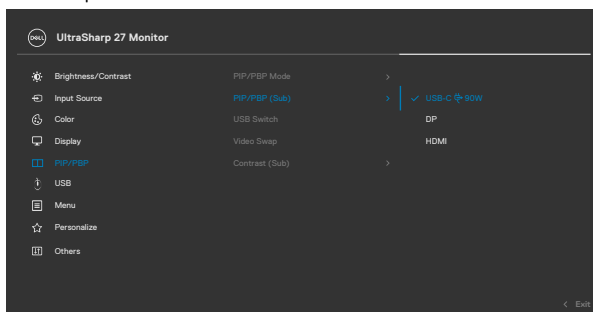 DELL UltraSharp 27 Monitor
Brightness/Contrast PIP/PBP Mode
Input Source PIP/PBP (Sub) USB-C 90W
Color USB Switch DP
Display Video Swap HDMI
PIP/PBP Contrast (Sub)
USB
Menu
Personalize
Others
Exit